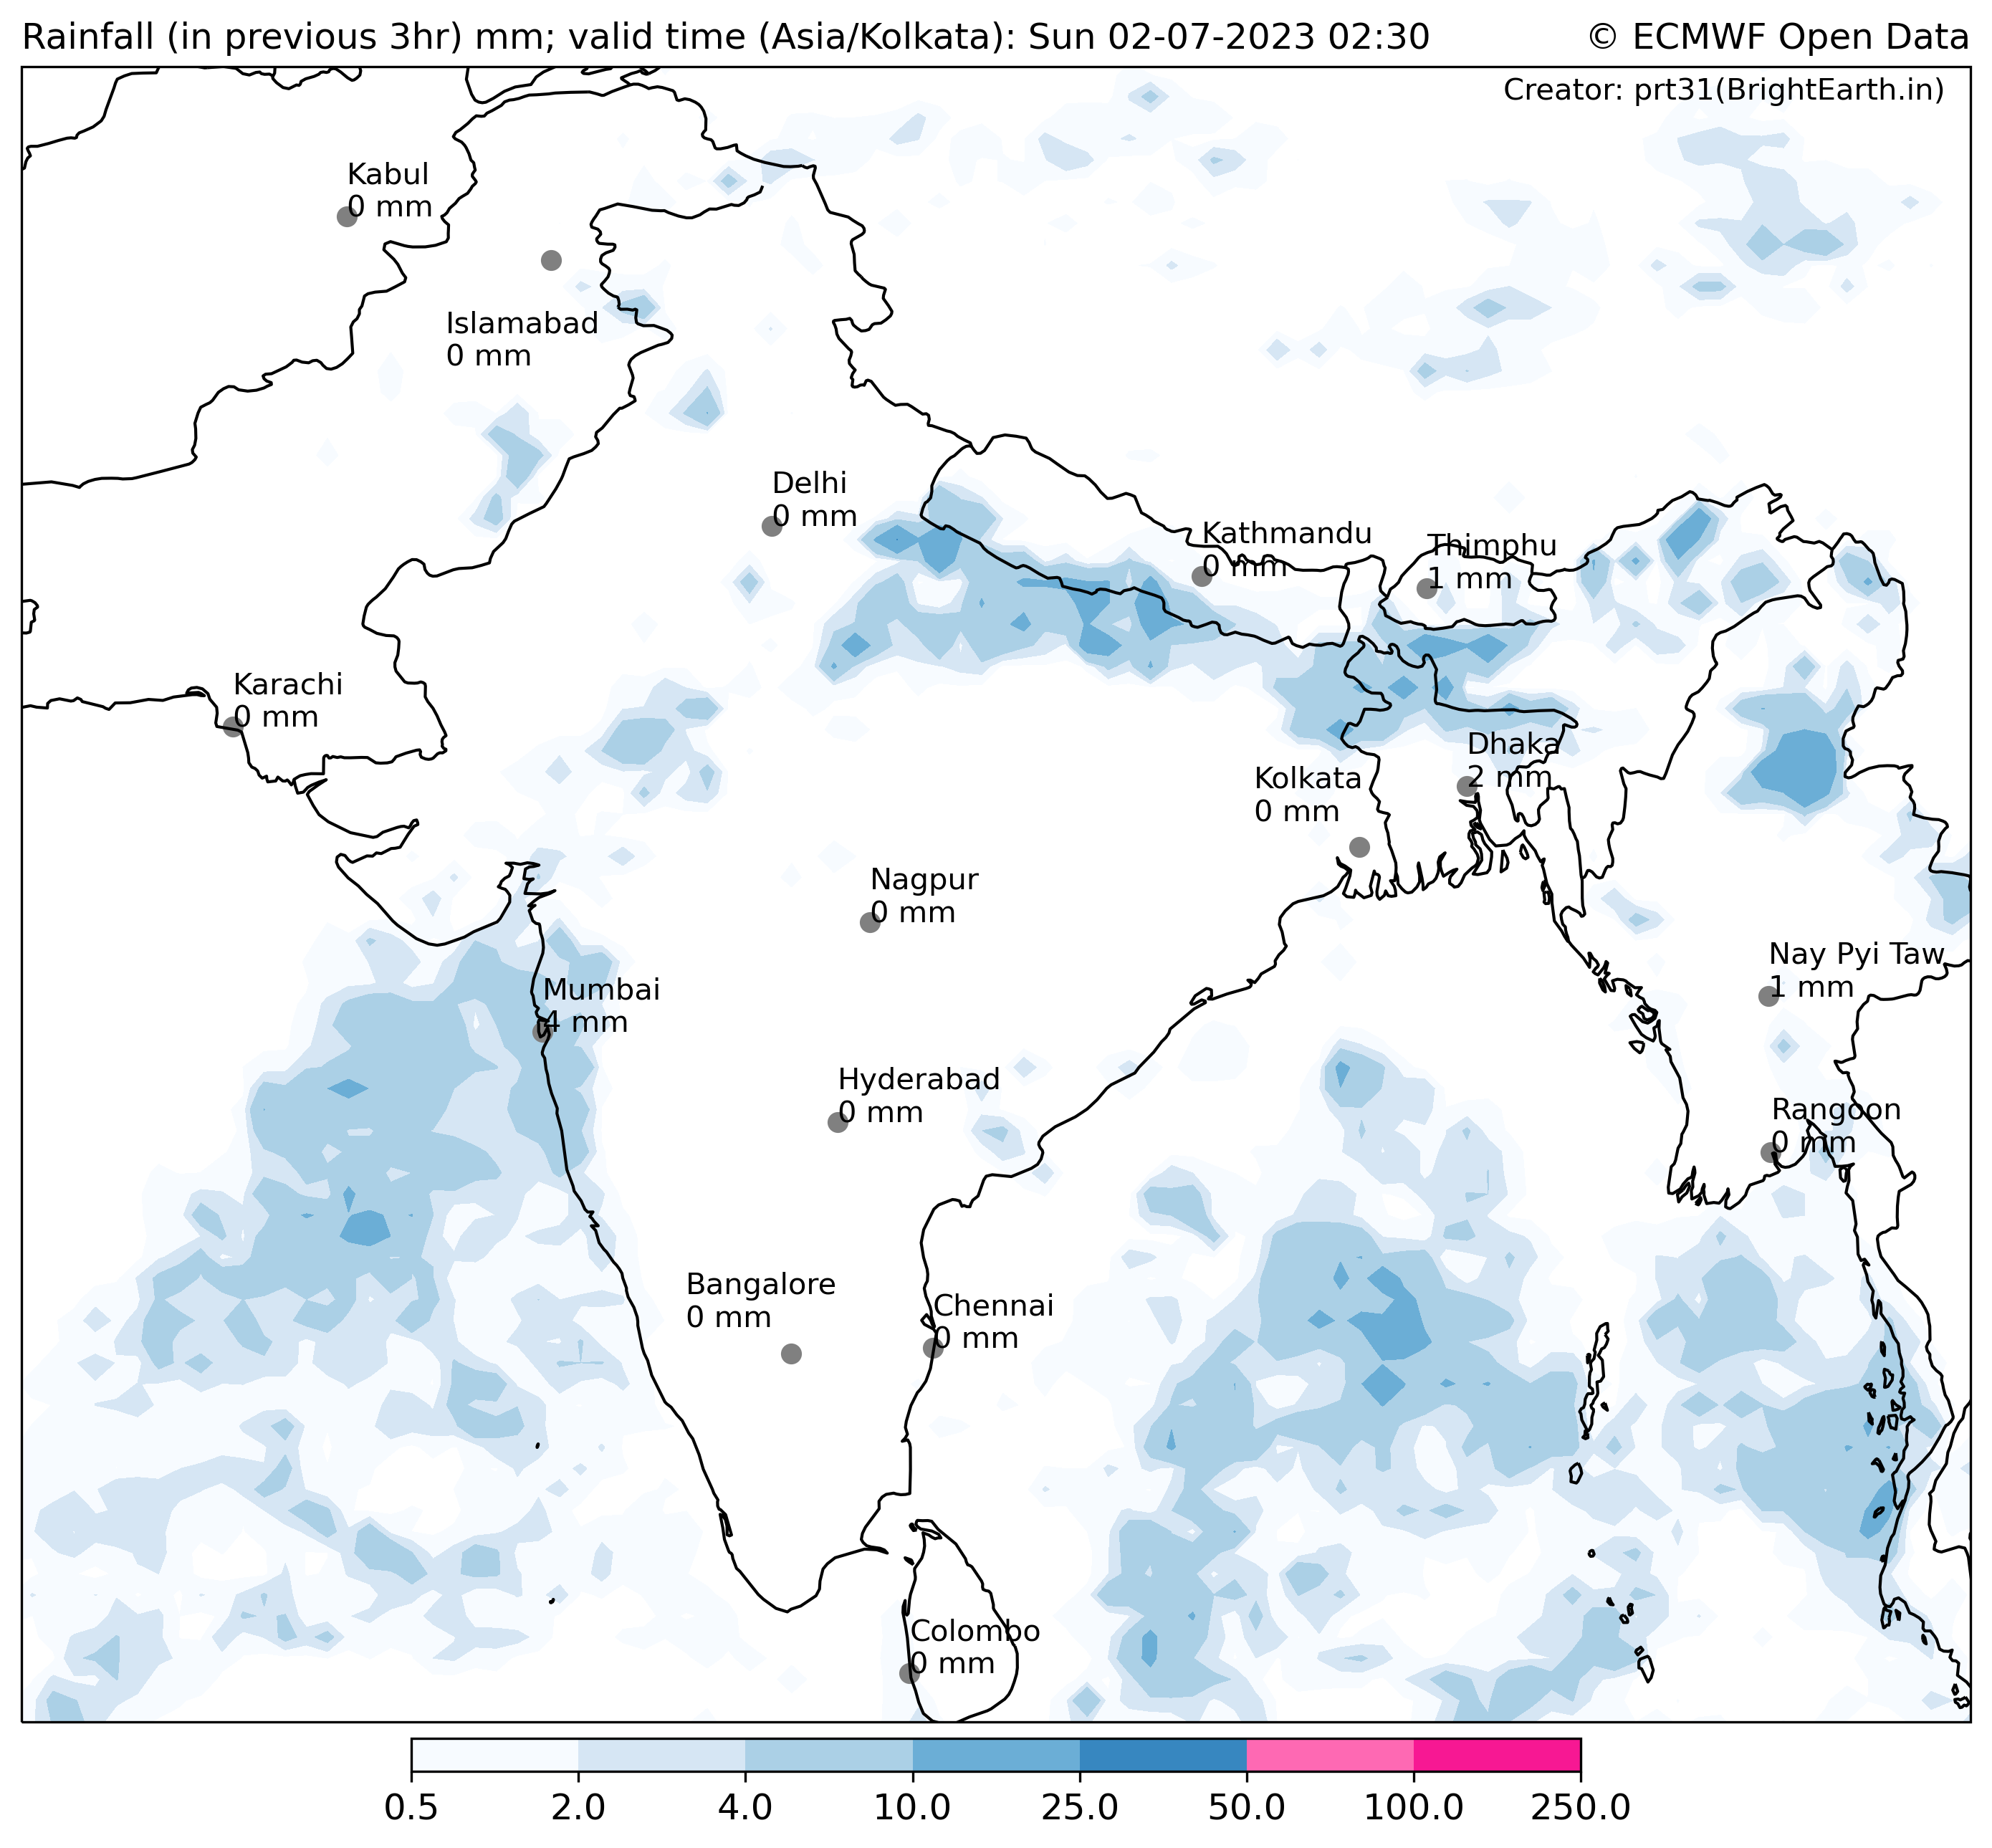 Rainfall (in previous 3hr) mm; valid time (Asia/Kolkata): Sun 02-07-2023 02:30
© ECMWF Open Data
Creator: prt31(BrightEarth.in)
Kabul
0 mm
Islamabad
0 mm
Delhi
0 mm
Kathmandu
0 mm
Thimphu
1 mm
Karachi
0 mm
Dhaka
2 mm
Kolkata
0 mm
Nagpur
0 mm
Nay Pyi Taw
1 mm
Mumbai
4 mm
Hyderabad
0 mm
Rangoon
0 mm
Bangalore
0 mm
Chennai
0 mm
Colombo
0 mm
0.5 2.0 4.0 10.0 25.0 50.0 100.0 250.0